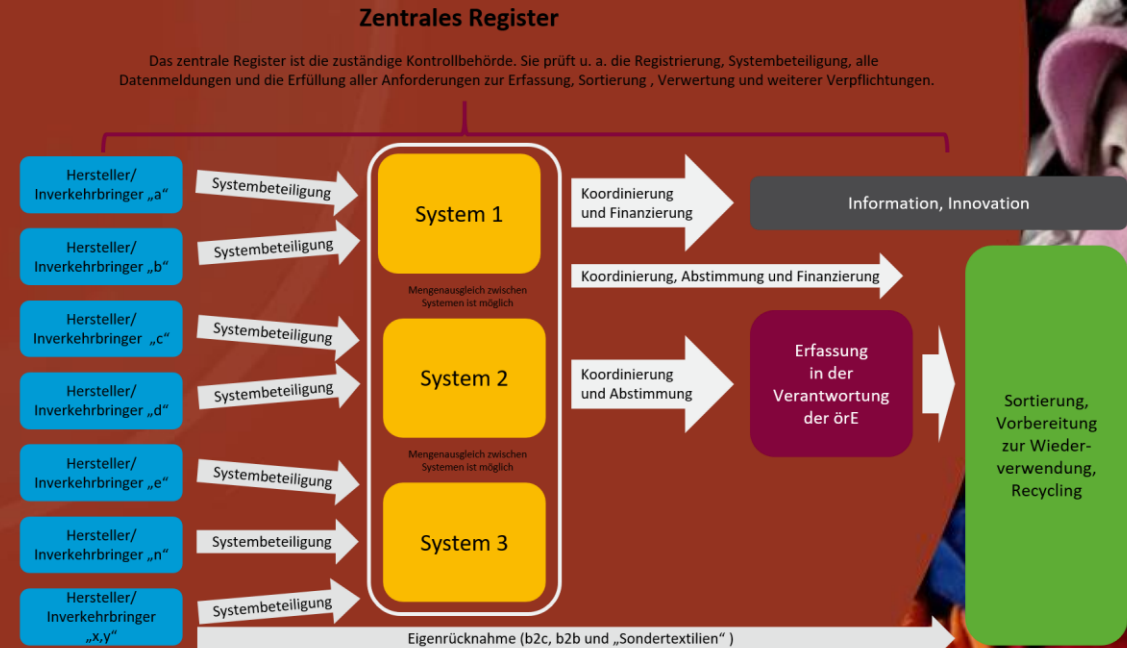 Zentrales Register
Das zentrale Register ist die zuständige Kontrollbehörde. Sie prüft u. a. die Registrierung, Systembeteiligung, alle
Datenmeldungen und die Erfüllung aller Anforderungen zur Erfassung, Sortierung , Verwertung und weiterer Verpflichtungen.
Hersteller/
Inverkehrbringer „a“
Hersteller/
Inverkehrbringer „b“
Hersteller/
Inverkehrbringer „c“
Hersteller/
Inverkehrbringer „d“
Hersteller/
Inverkehrbringer „e“
Hersteller/
Inverkehrbringer „n“
Hersteller/
Inverkehrbringer
„x,y“
Systembeteiligung
Systembeteiligung
Systembeteiligung
Systembeteiligung
Systembeteiligung
Systembeteiligung
Systembeteiligung
System 1
Mengenausgleich zwischen
Systemen ist möglich
System 2
Mengenausgleich zwischen
Systemen ist möglich
System 3
Koordinierung
und Finanzierung
Information, Innovation
Koordinierung, Abstimmung und Finanzierung
Koordinierung
und Abstimmung
Erfassung
in der
Verantwortung
der örE
Sortierung,
Vorbereitung
zur Wieder-
verwendung,
Recycling
Eigenrücknahme (b2c, b2b und „Sondertextilien“ )